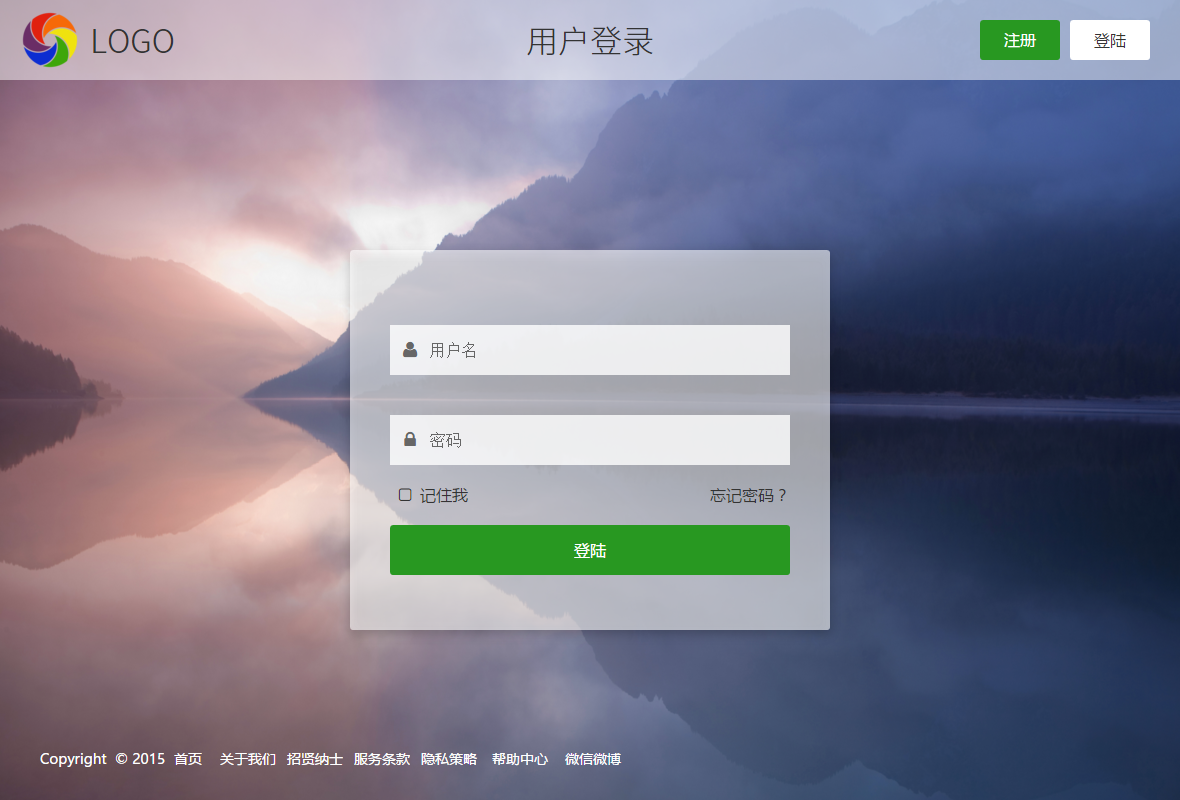 LOGO 用户登录 注册 登陆
用户名
密码
记住我 忘记密码？
登陆
Copyright © 2015 首页 关于我们 招贤纳士 服务条款 隐私策略 帮助中心 微信微博